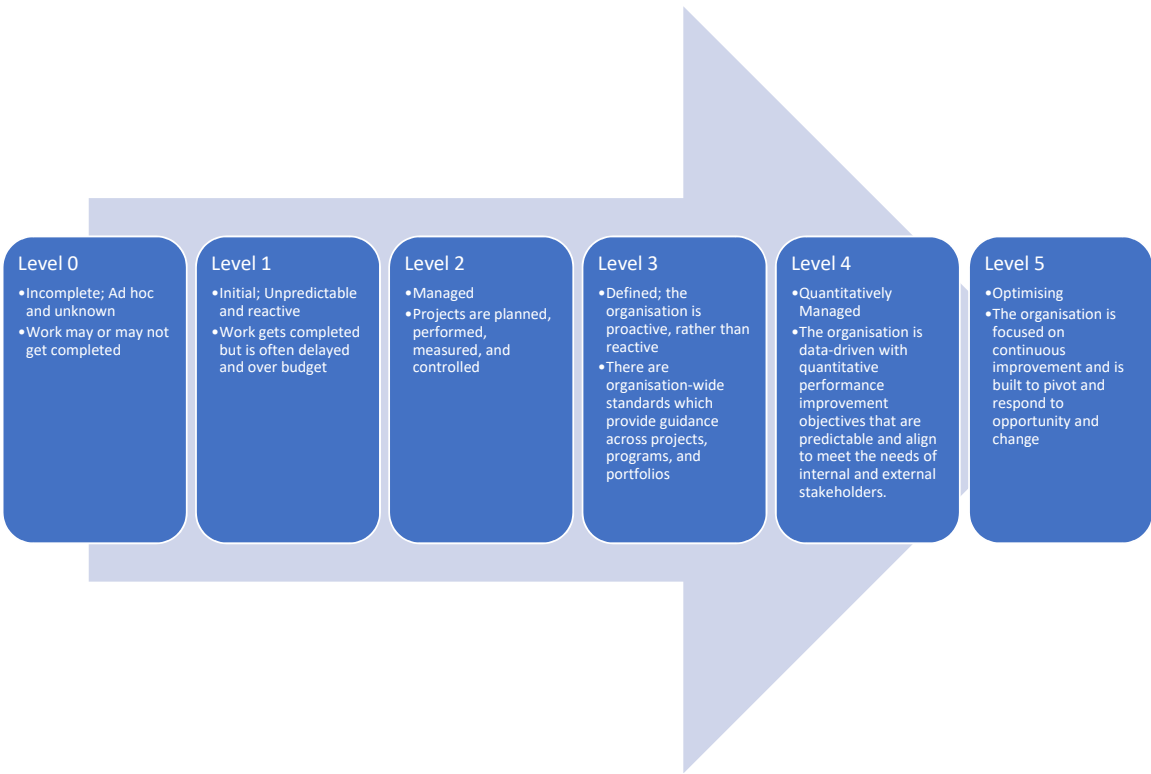 Level 0
•Incomplete; Ad hoc
and unknown
•Work may or may not
get completed
Level 1
•Initial; Unpredictable
and reactive
•Work gets completed
but is often delayed
and over budget
Level 2
•Managed
•Projects are planned,
performed,
measured, and
controlled
Level 3
•Defined; the
organisation is
proactive, rather than
reactive
•There are
organisation-wide
standards which
provide guidance
across projects,
programs, and
portfolios
Level 4
•Quantitatively
Managed
•The organisation is
data-driven with
quantitative
performance
improvement
objectives that are
predictable and align
to meet the needs of
internal and external
stakeholders.
Level 5
•Optimising
•The organisation is
focused on
continuous
improvement and is
built to pivot and
respond to
opportunity and
change